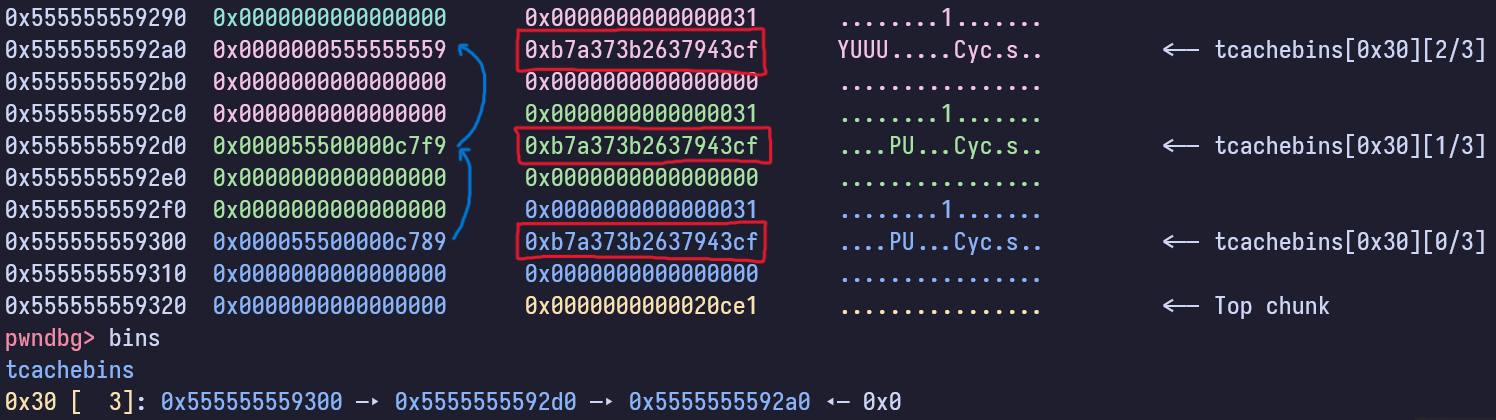 0x555555559290 0x0000000000000000 0x0000000000000031 ........1.......
0x5555555592a0 0x0000000555555559 0xb7a373b2637943cf YUUU.....Cyc.s.. <── tcachebins[0x30][2/3]
0x5555555592b0 0x0000000000000000 0x0000000000000000 ................
0x5555555592c0 0x0000000000000000 0x0000000000000031 ........1.......
0x5555555592d0 0x000055500000c7f9 0xb7a373b2637943cf ....PU...Cyc.s.. <── tcachebins[0x30][1/3]
0x5555555592e0 0x0000000000000000 0x0000000000000000 ................
0x5555555592f0 0x0000000000000000 0x0000000000000031 ........1.......
0x555555559300 0x000055500000c789 0xb7a373b2637943cf ....PU...Cyc.s.. <── tcachebins[0x30][0/3]
0x555555559310 0x0000000000000000 0x0000000000000000 ................
0x555555559320 0x0000000000000000 0x0000000000020ce1 ................ <── Top chunk
pwndbg> bins
tcachebins
0x30 [  3]: 0x555555559300 —▸ 0x5555555592d0 —▸ 0x5555555592a0 ◂— 0x0